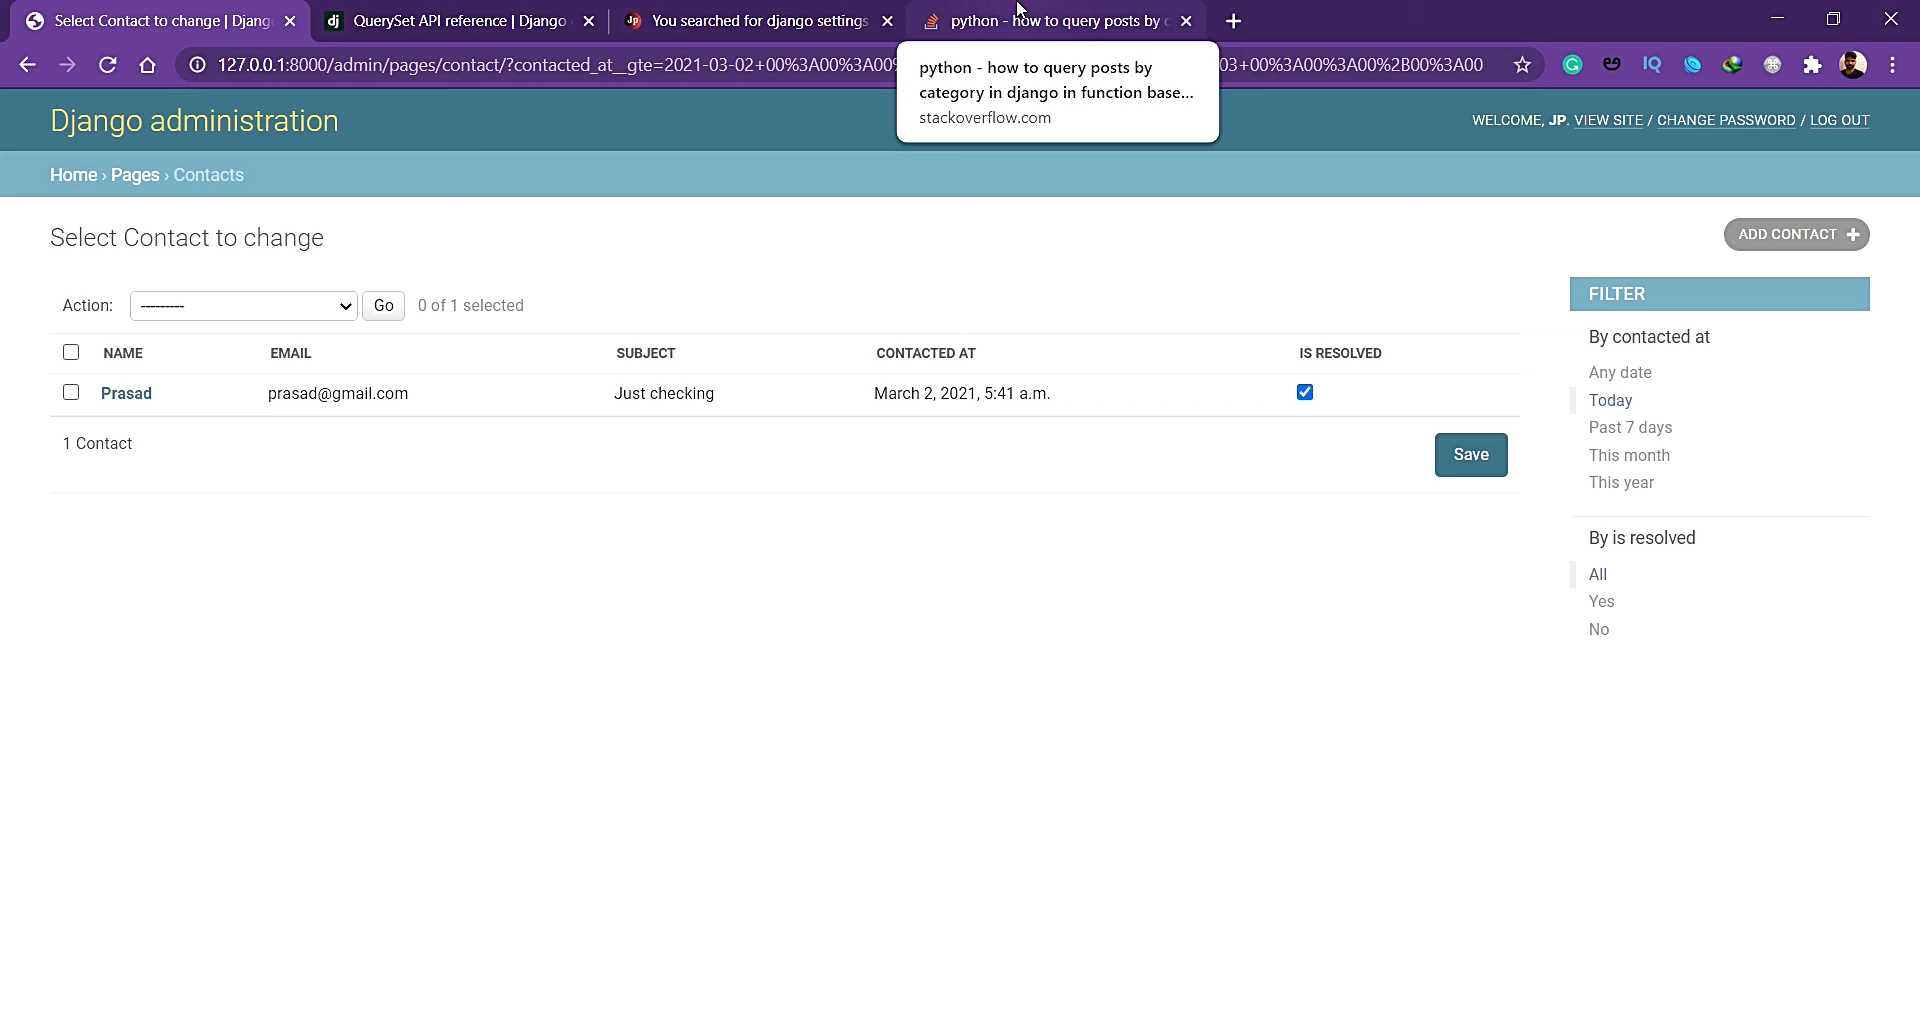 Select Contact to change | Djang
QuerySet API reference | Django
You searched for django settings
python - how to query posts by c
127.0.0.1:8000/admin/pages/contact/?contacted_at__gte=2021-03-02+00%3A00%3A00%
03+00%3A00%3A00%2B00%3A00
python - how to query posts by
category in django in function base...
stackoverflow.com
Django administration
WELCOME, JP. VIEW SITE / CHANGE PASSWORD / LOG OUT
Home › Pages › Contacts
Select Contact to change
ADD CONTACT +
Action: --------- Go 0 of 1 selected
NAME EMAIL SUBJECT CONTACTED AT IS RESOLVED
Prasad prasad@gmail.com Just checking March 2, 2021, 5:41 a.m.
1 Contact
Save
FILTER
By contacted at
Any date
Today
Past 7 days
This month
This year
By is resolved
All
Yes
No